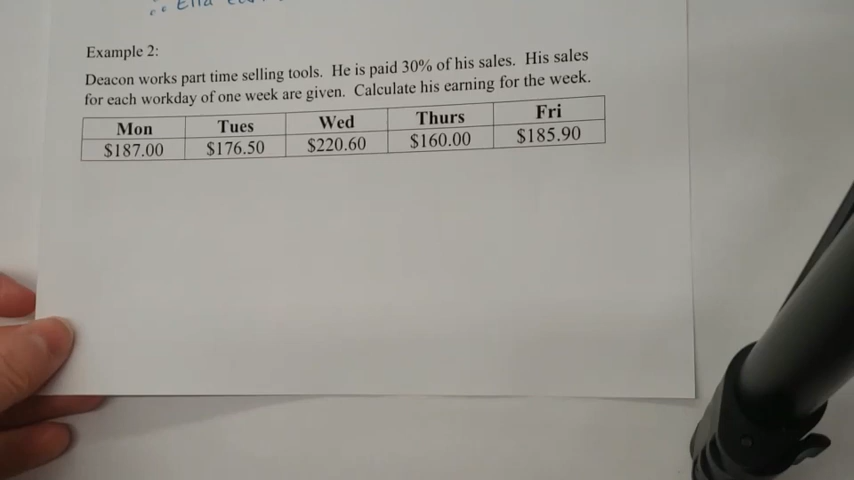 Ella
Example 2:
Deacon works part time selling tools. He is paid 30% of his sales. His sales
for each workday of one week are given. Calculate his earning for the week.
Mon Tues Wed Thurs Fri
$187.00 $176.50 $220.60 $160.00 $185.90